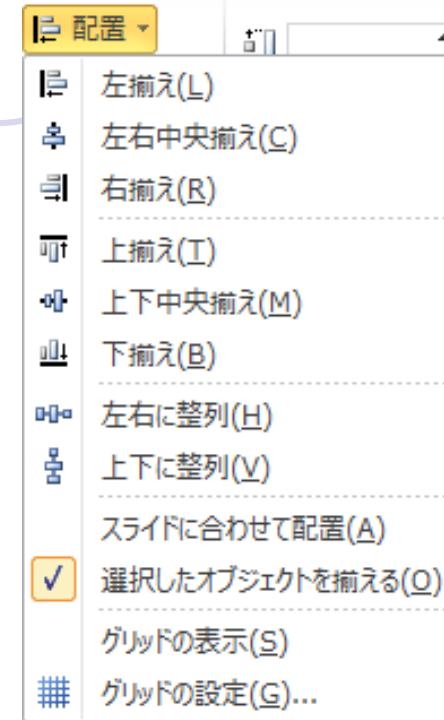 配置
左揃え(L)
左右中央揃え(C)
右揃え(R)
上揃え(T)
上下中央揃え(M)
下揃え(B)
左右に整列(H)
上下に整列(V)
スライドに合わせて配置(A)
選択したオブジェクトを揃える(O)
グリッドの表示(S)
グリッドの設定(G)...